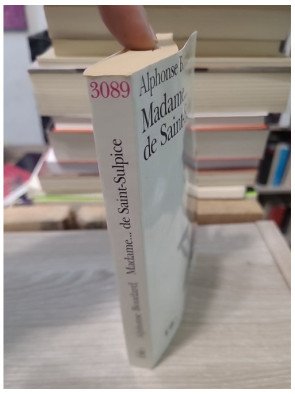 3089
Alphonse Boudard Madame... de Saint-Sulpice
Alphonse B
Madame...
de Saint-S